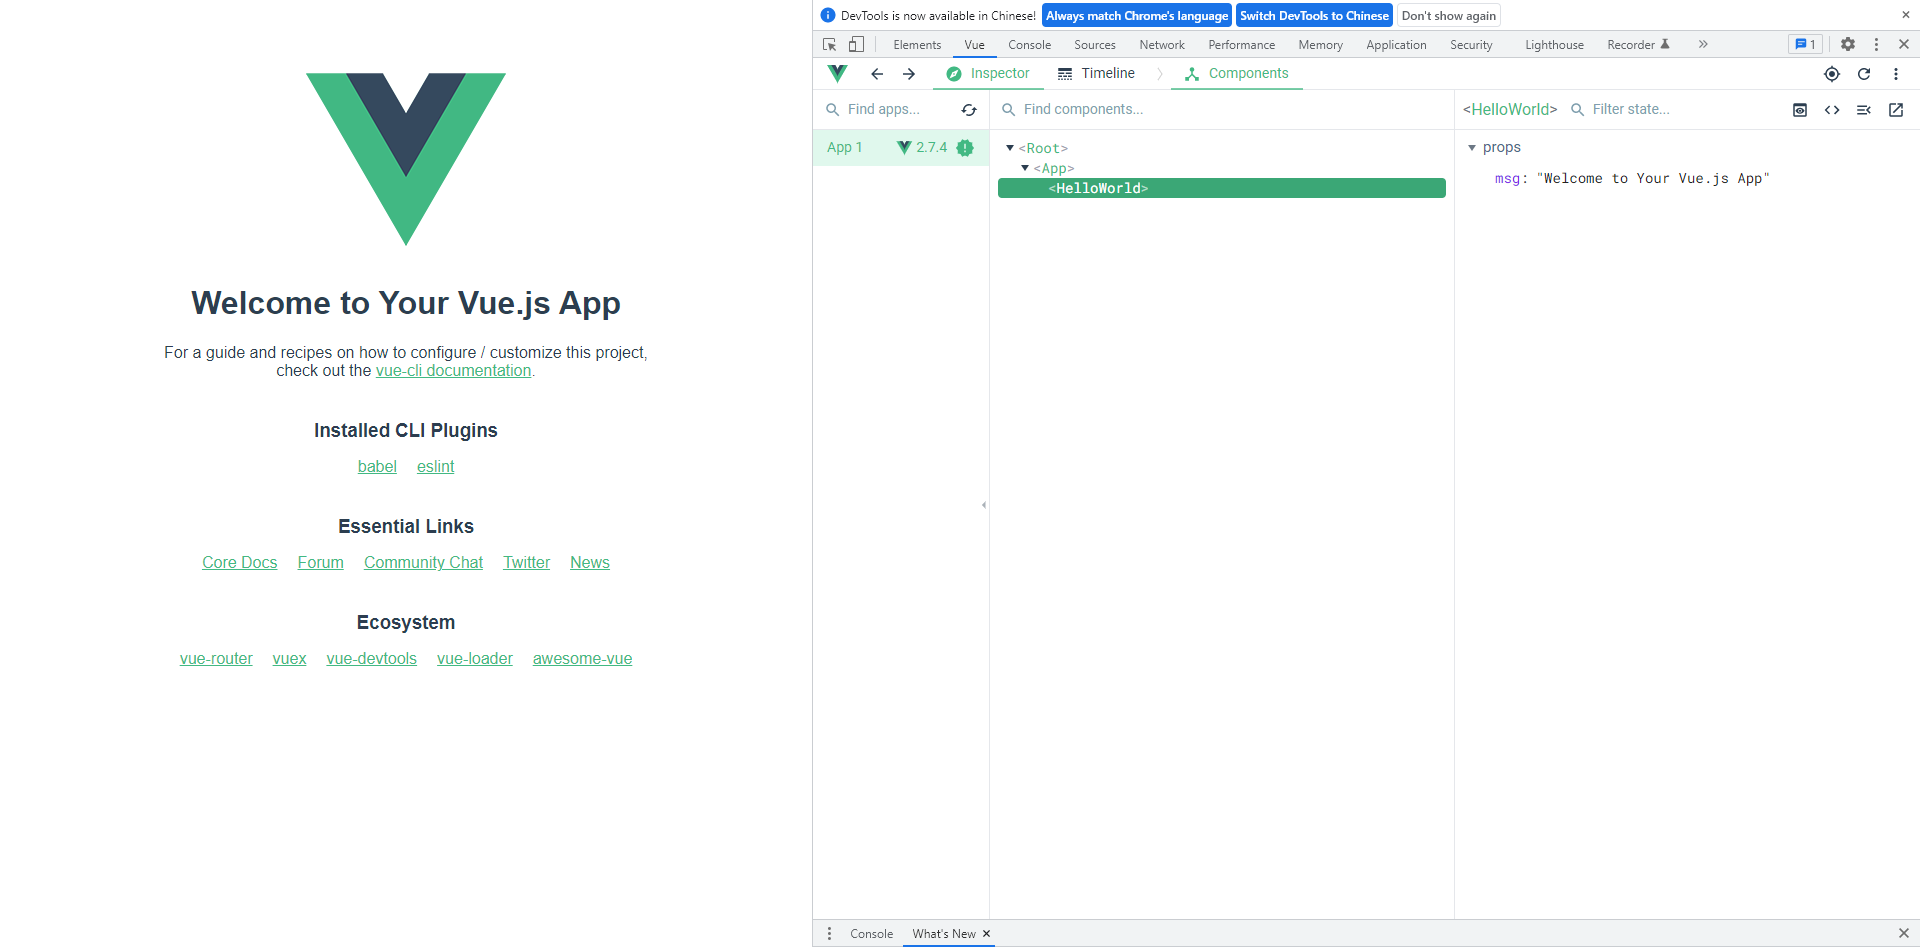 Welcome to Your Vue.js App
For a guide and recipes on how to configure / customize this project,
check out the vue-cli documentation.
Installed CLI Plugins
babel eslint
Essential Links
Core Docs Forum Community Chat Twitter News
Ecosystem
vue-router vuex vue-devtools vue-loader awesome-vue
DevTools is now available in Chinese! Always match Chrome's language Switch DevTools to Chinese Don't show again
Elements Vue Console Sources Network Performance Memory Application Security Lighthouse Recorder 1
Inspector Timeline Components
Find apps... Find components... <HelloWorld> Filter state...
App 1 2.7.4
<Root>
<App>
<HelloWorld>
props
msg: "Welcome to Your Vue.js App"
Console What's New